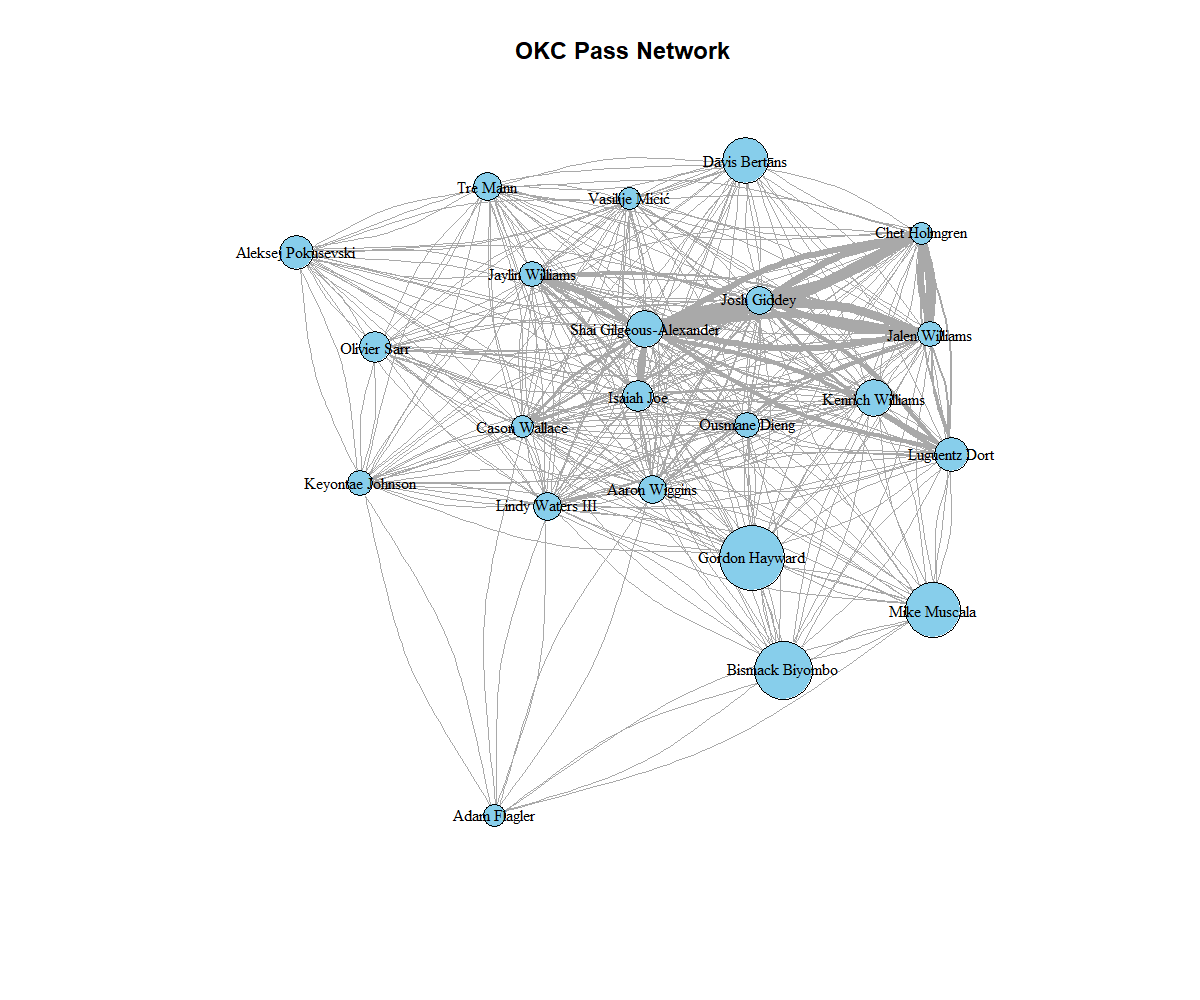 OKC Pass Network
Dāvis Bertāns
Tre Mann
Vasilije Micić
Chet Holmgren
Aleksej Pokusevski
Jaylin Williams
Josh Giddey
Shai Gilgeous-Alexander
Jalen Williams
Olivier Sarr
Isaiah Joe
Kenrich Williams
Cason Wallace
Ousmane Dieng
Luguentz Dort
Keyontae Johnson
Aaron Wiggins
Lindy Waters III
Gordon Hayward
Mike Muscala
Bismack Biyombo
Adam Flagler